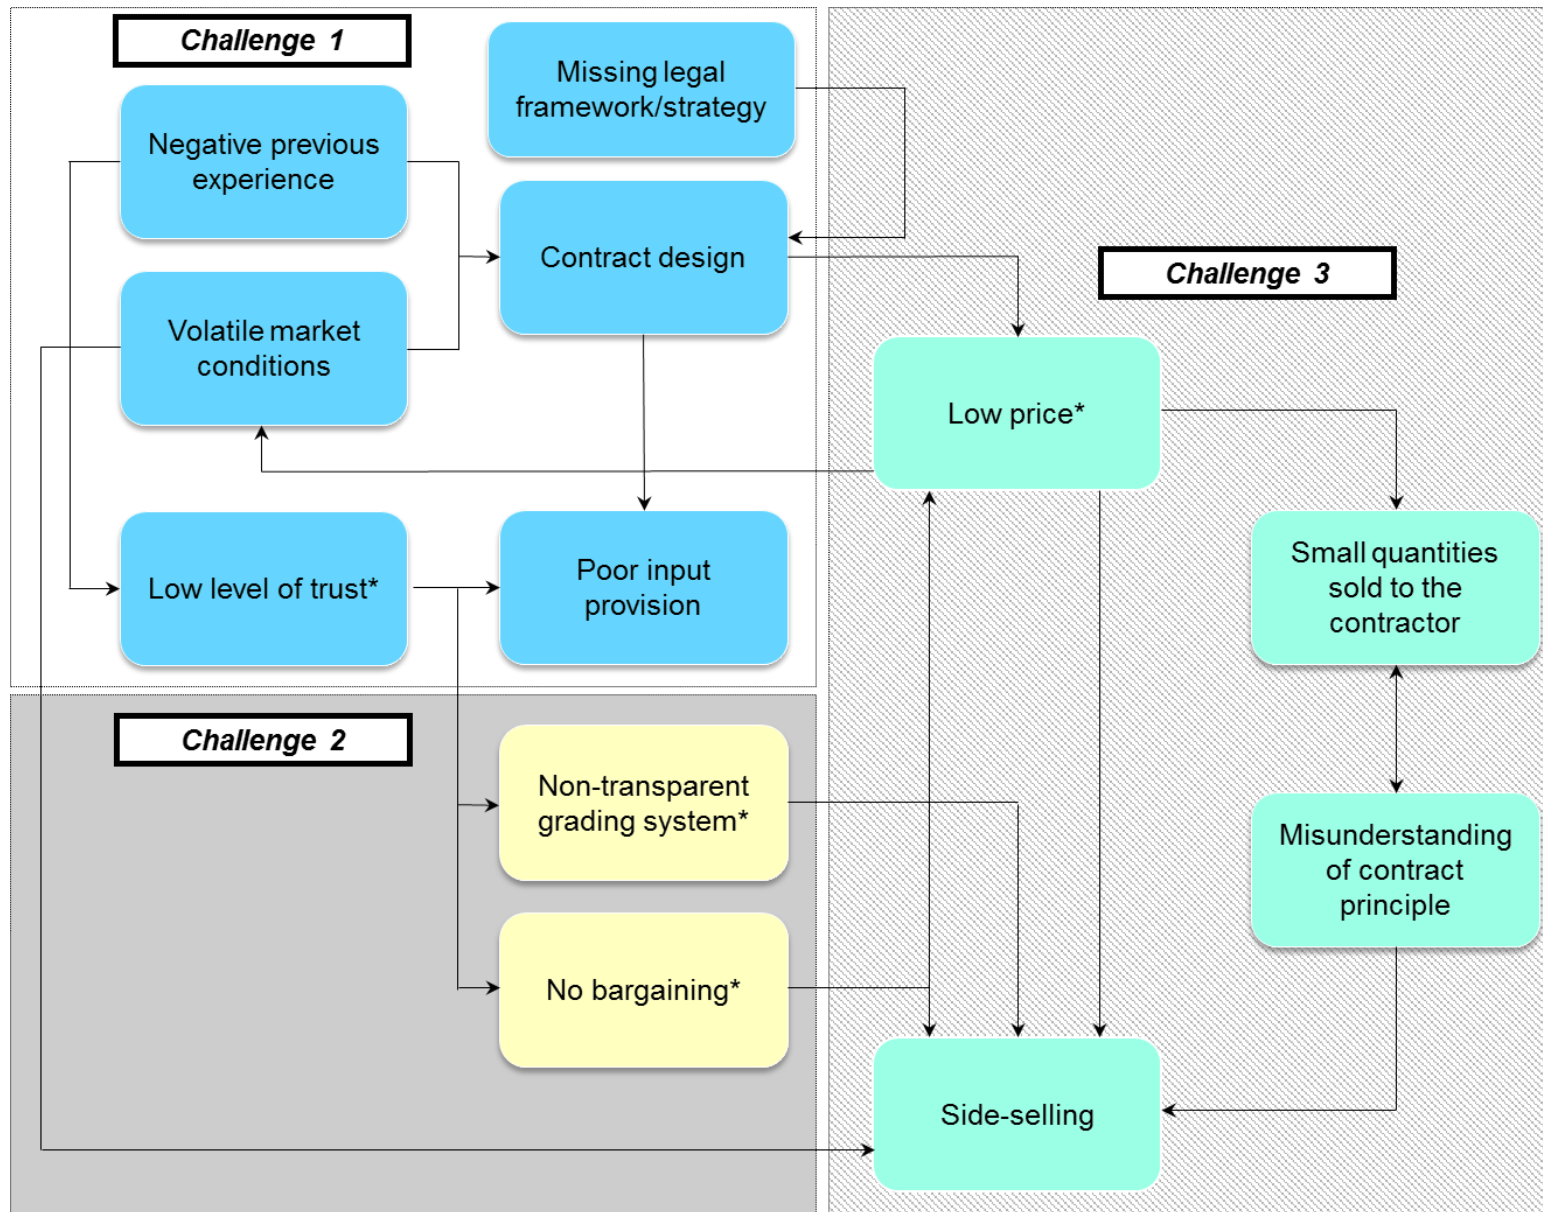 Challenge 1
Missing legal
framework/strategy
Negative previous
experience
Contract design
Volatile market
conditions
Low level of trust*
Poor input
provision
Challenge 2
Non-transparent
grading system*
No bargaining*
Challenge 3
Low price*
Small quantities
sold to the
contractor
Misunderstanding
of contract
principle
Side-selling